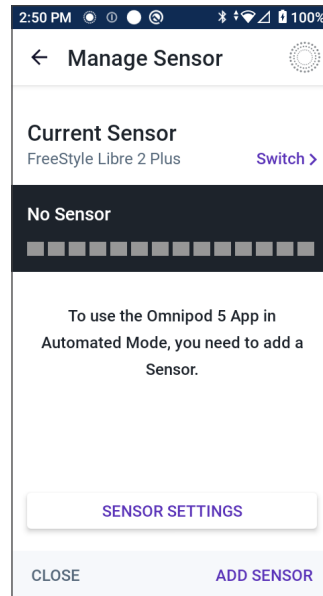 2:50 PM 100%
Manage Sensor
Current Sensor
FreeStyle Libre 2 Plus Switch >
No Sensor
To use the Omnipod 5 App in
Automated Mode, you need to add a
Sensor.
SENSOR SETTINGS
CLOSE ADD SENSOR